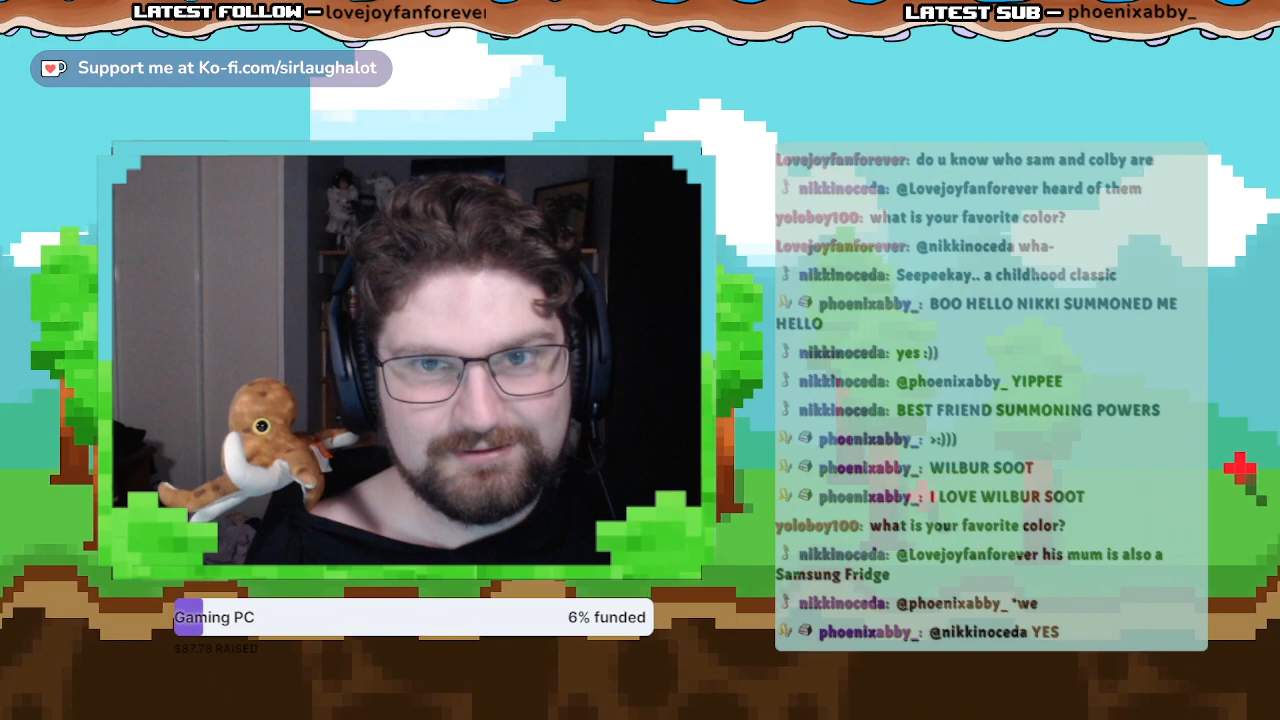 LATEST FOLLOW — lovejoyfanforever
LATEST SUB — phoenixabby_
Support me at Ko-fi.com/sirlaughalot
Lovejoyfanforever: do u know who sam and colby are
nikkinoceda: @Lovejoyfanforever heard of them
yoloboy100: what is your favorite color?
Lovejoyfanforever: @nikkinoceda wha-
nikkinoceda: Seepeekay.. a childhood classic
phoenixabby_: BOO HELLO NIKKI SUMMONED ME
HELLO
nikkinoceda: yes :))
nikkinoceda: @phoenixabby_ YIPPEE
nikkinoceda: BEST FRIEND SUMMONING POWERS
phoenixabby_: >:)))
phoenixabby_: WILBUR SOOT
phoenixabby_: I LOVE WILBUR SOOT
yoloboy100: what is your favorite color?
nikkinoceda: @Lovejoyfanforever his mum is also a
Samsung Fridge
nikkinoceda: @phoenixabby_ *we
phoenixabby_: @nikkinoceda YES
Gaming PC 6% funded
$87.78 RAISED